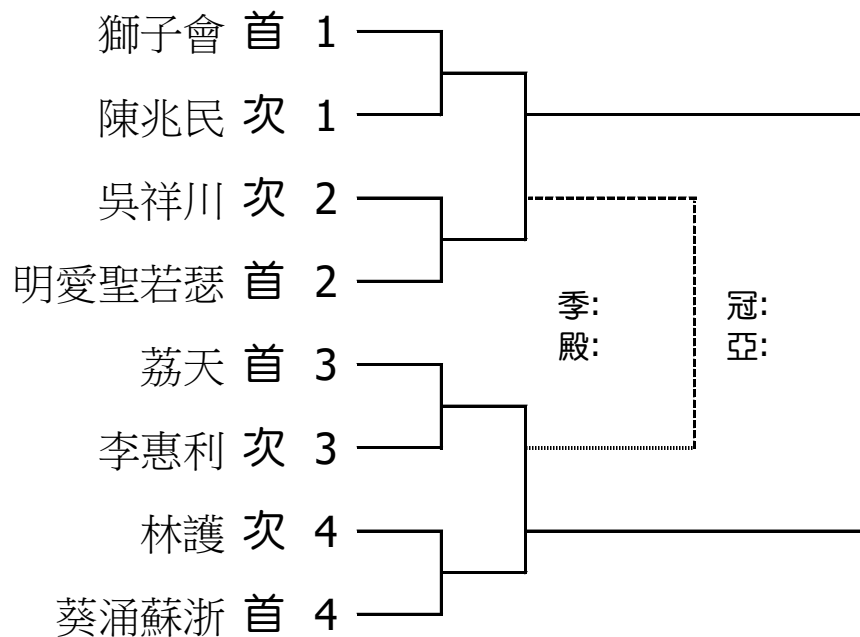 獅子會 首 1
陳兆民 次 1
吳祥川 次 2
明愛聖若瑟 首 2
季: 冠:
殿: 亞:
荔天 首 3
李惠利 次 3
林護 次 4
葵涌蘇浙 首 4